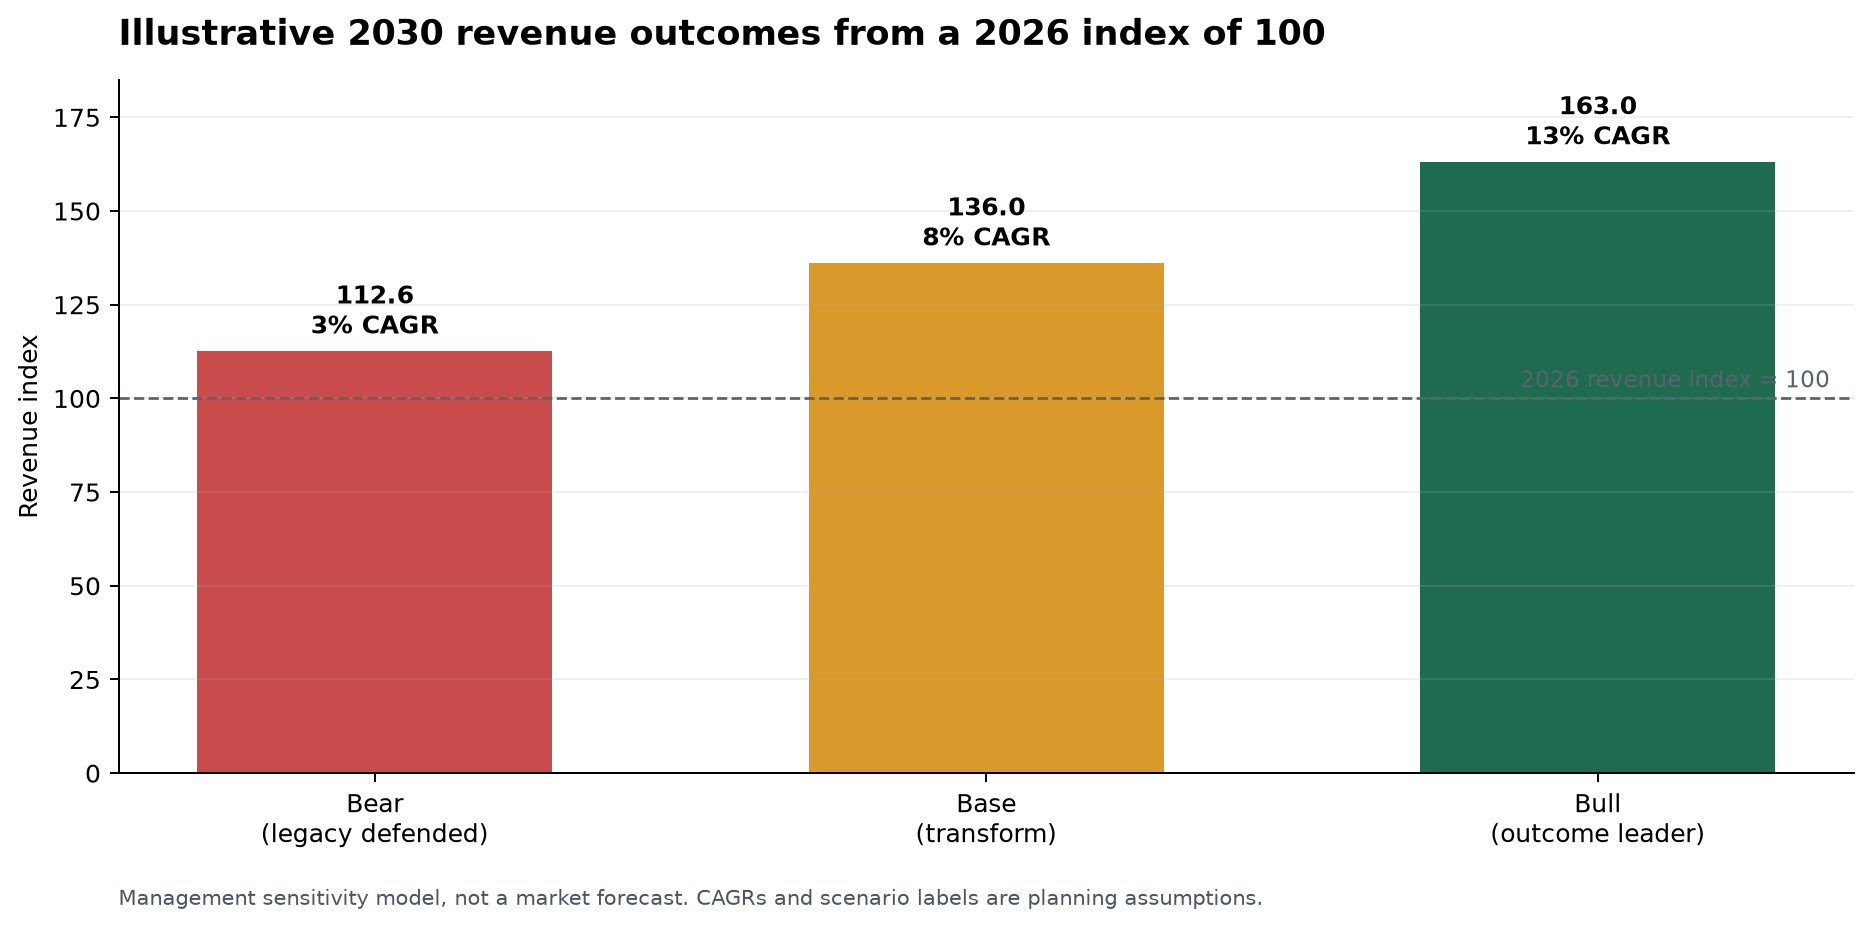 Illustrative 2030 revenue outcomes from a 2026 index of 100
Revenue index
175
150
125
100
75
50
25
0
112.6
3% CAGR
136.0
8% CAGR
163.0
13% CAGR
2026 revenue index = 100
Bear
(legacy defended)
Base
(transform)
Bull
(outcome leader)
Management sensitivity model, not a market forecast. CAGRs and scenario labels are planning assumptions.